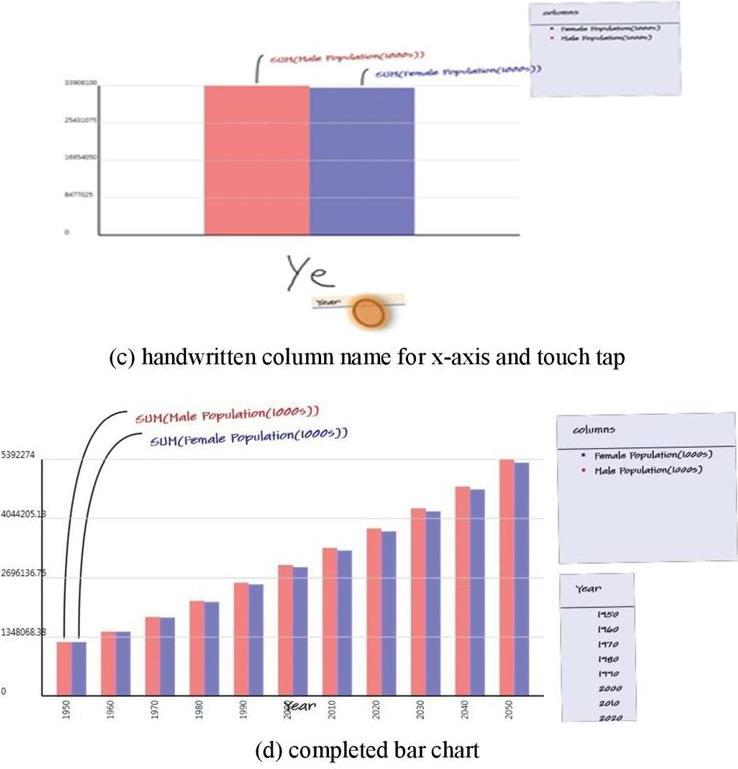 columns
Female Population(1000s)
Male Population(1000s)
SUM(Male Population(1000s))
SUM(Female Population(1000s))
33908100
25431075
16954050
8477025
0
Ye
Year
(c) handwritten column name for x-axis and touch tap
SUM(Male Population(1000s))
SUM(Female Population(1000s))
5392274
4044205.13
2696136.75
1348068.38
0
1950 1960 1970 1980 1990 2010 2020 2030 2040 2050
Year
columns
Female Population(1000s)
Male Population(1000s)
Year
1950
1960
1970
1980
1990
2000
2010
2020
(d) completed bar chart